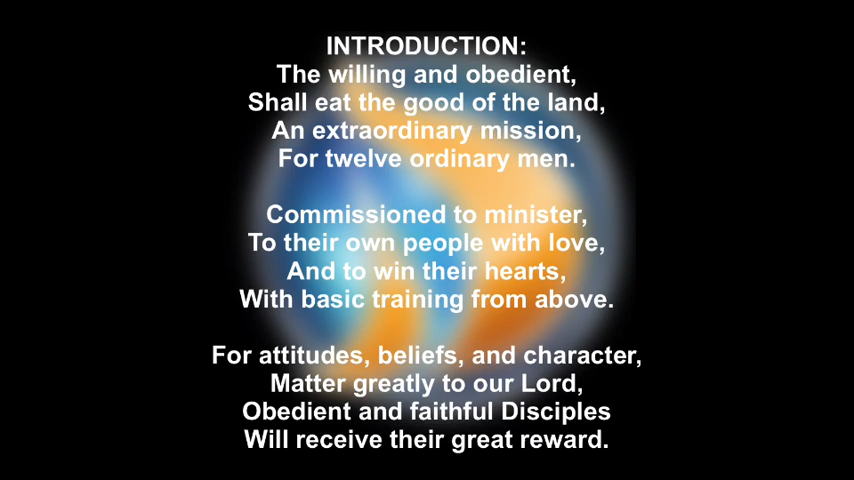 INTRODUCTION:
The willing and obedient,
Shall eat the good of the land,
An extraordinary mission,
For twelve ordinary men.
Commissioned to minister,
To their own people with love,
And to win their hearts,
With basic training from above.
For attitudes, beliefs, and character,
Matter greatly to our Lord,
Obedient and faithful Disciples
Will receive their great reward.